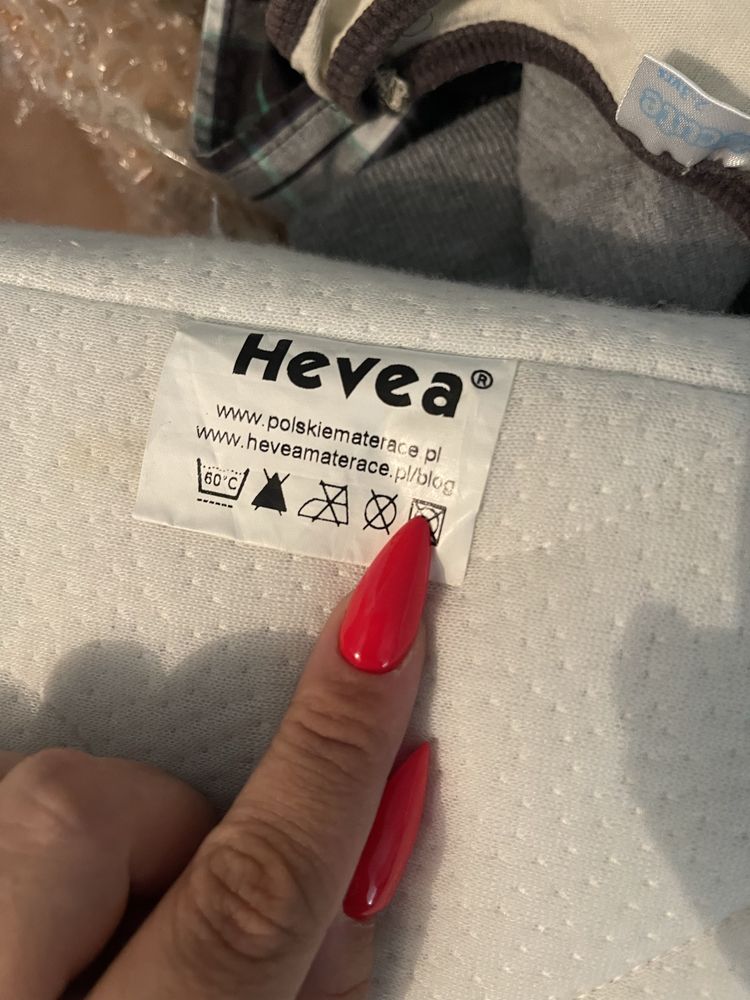 Hevea®
www.polskiematerace.pl
www.heveamaterace.pl/blog
60°C